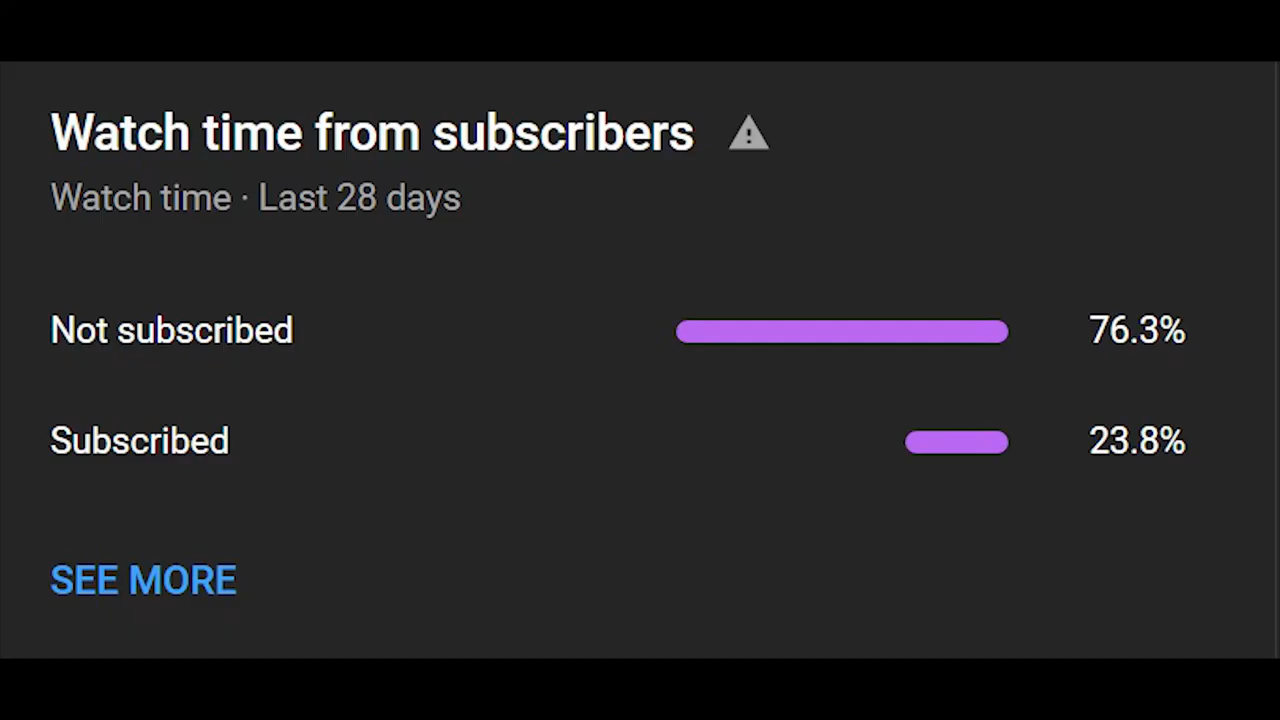 Watch time from subscribers
Watch time · Last 28 days
Not subscribed 76.3%
Subscribed 23.8%
SEE MORE